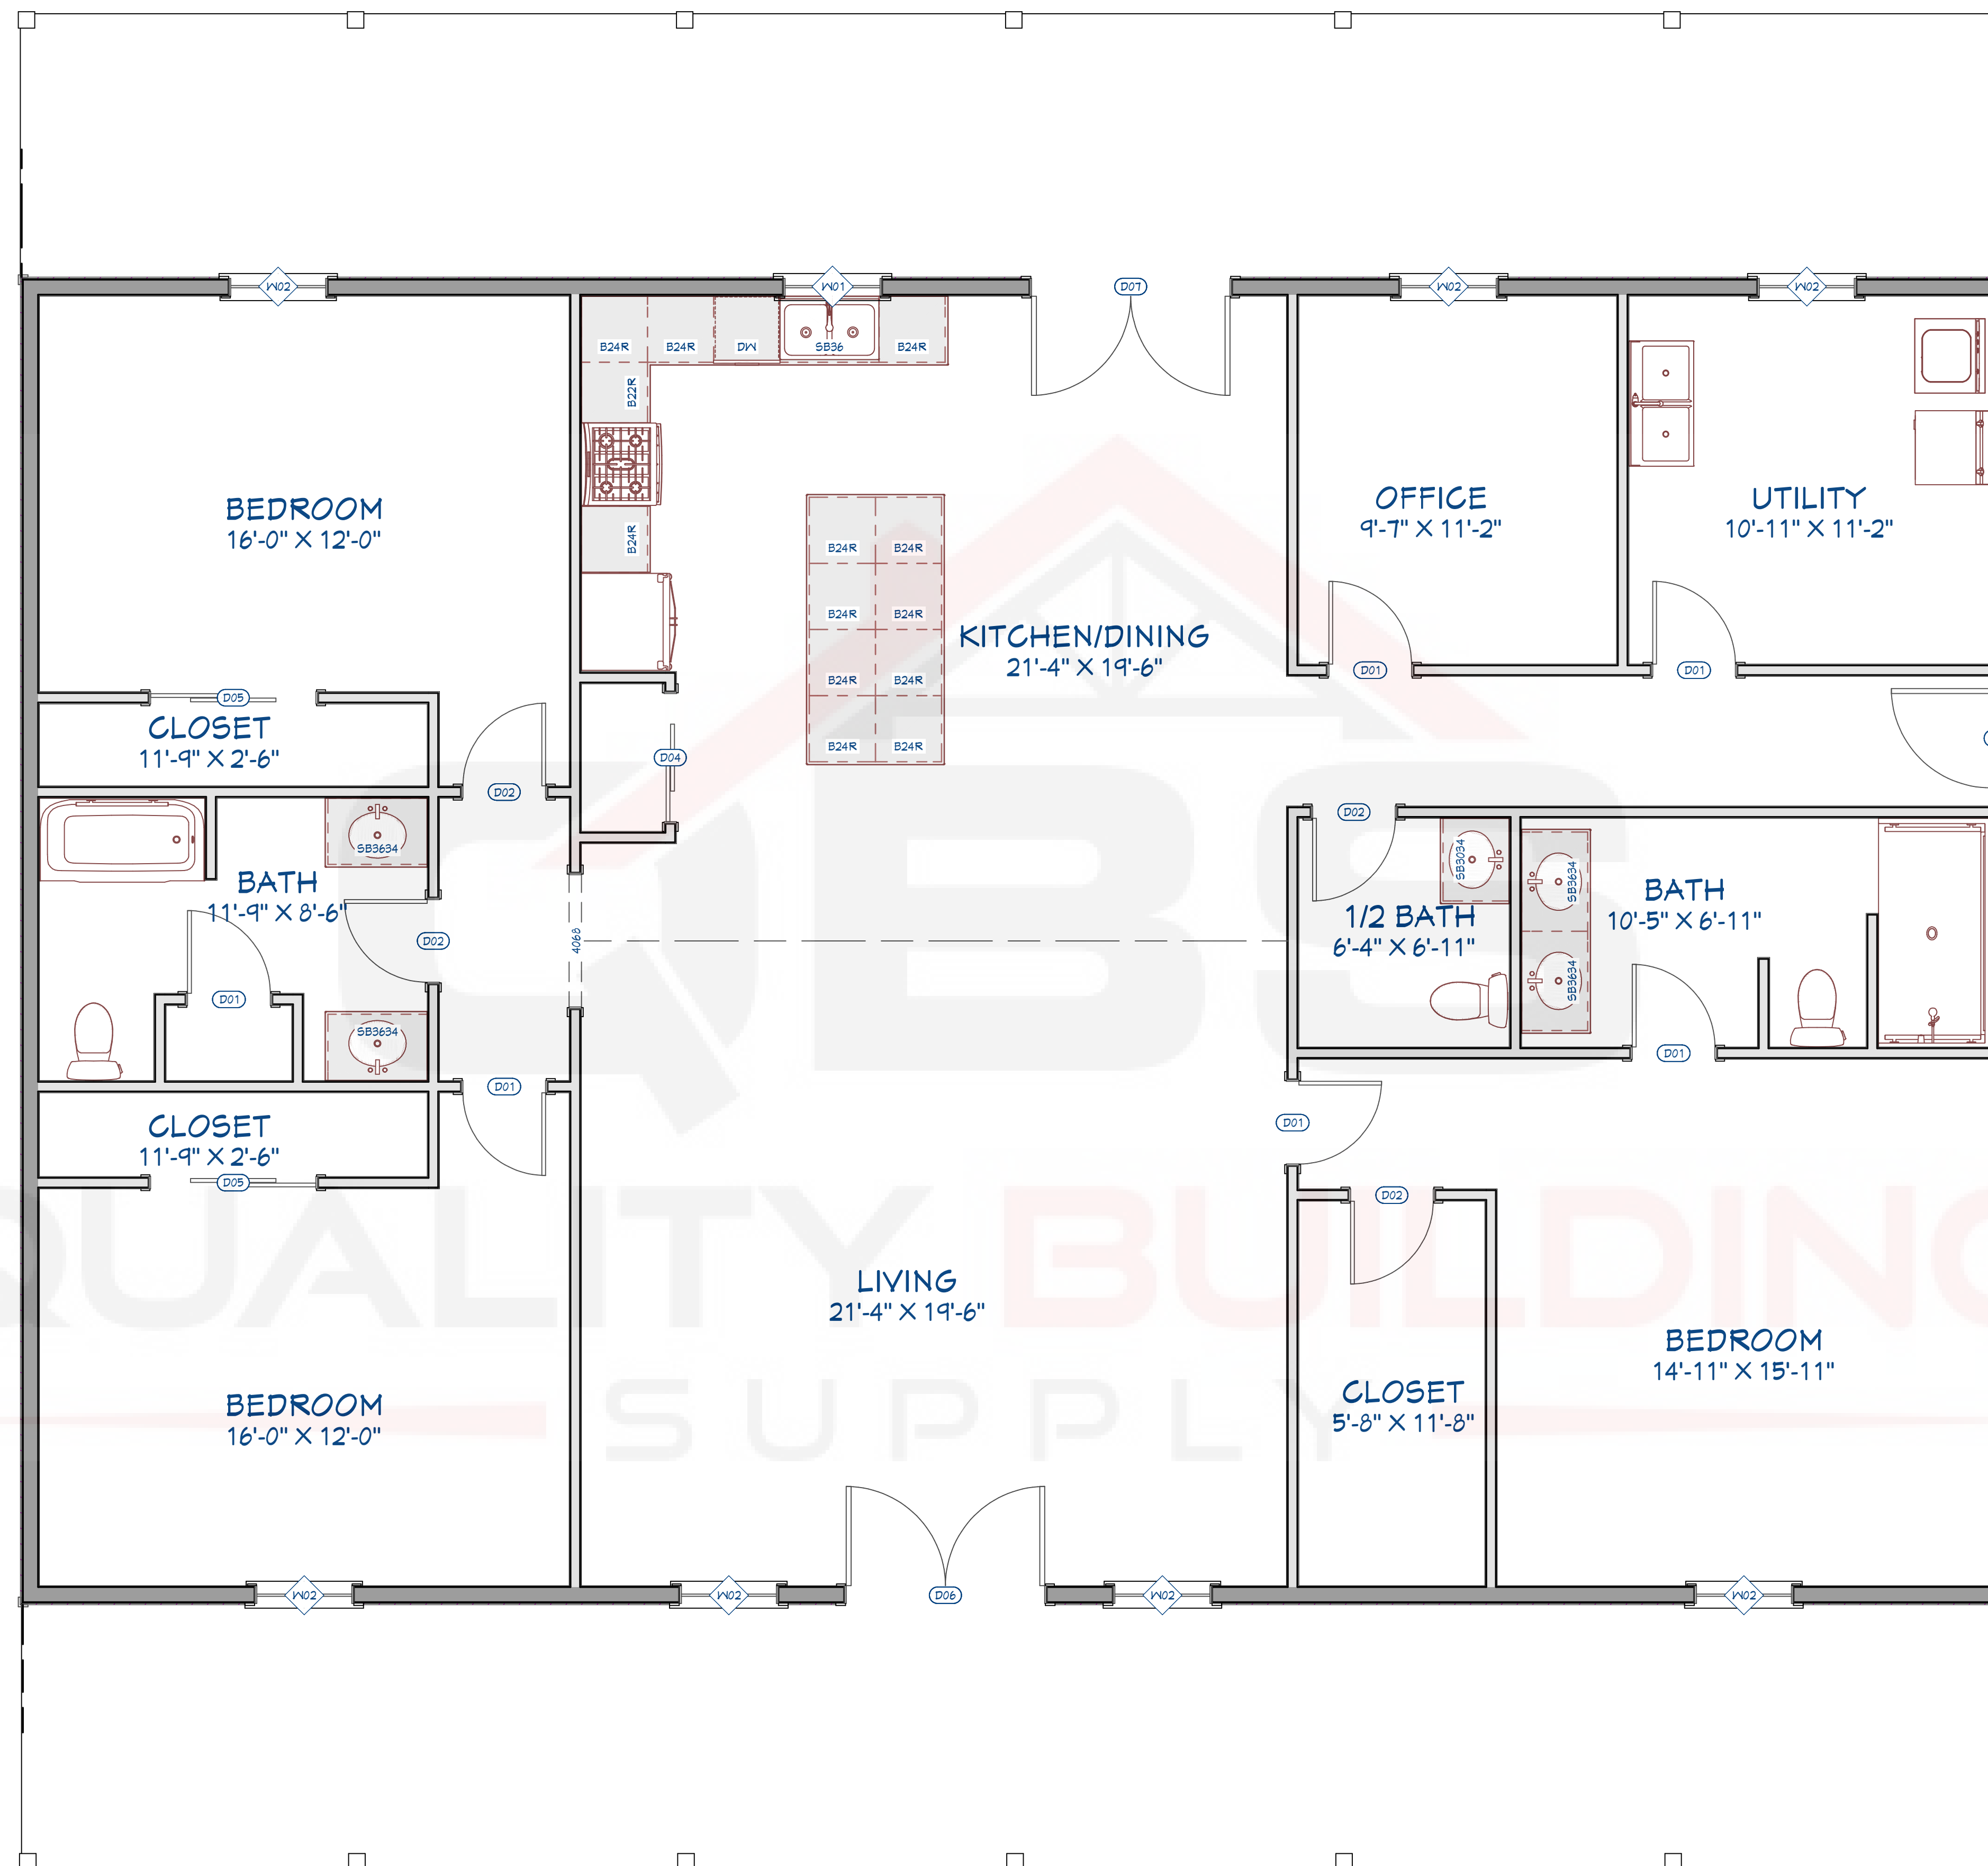 W02
W01
D07
W02
W02
B24R
B24R
DW
SB36
B24R
B22R
B24R
BEDROOM
16'-0" X 12'-0"
OFFICE
9'-7" X 11'-2"
UTILITY
10'-11" X 11'-2"
B24R B24R
B24R B24R
B24R B24R
B24R B24R
KITCHEN/DINING
21'-4" X 19'-6"
D01
D01
D05
CLOSET
11'-9" X 2'-6"
D04
D02
D02
SB3634
BATH
11'-9" X 8'-6"
D02
4068
D01
SB3634
SB3034
1/2 BATH
6'-4" X 6'-11"
SB3634
SB3634
BATH
10'-5" X 6'-11"
D01
D01
D01
CLOSET
11'-9" X 2'-6"
D05
D02
QBS
QUALITY BUILDING
SUPPLY
LIVING
21'-4" X 19'-6"
BEDROOM
14'-11" X 15'-11"
CLOSET
5'-8" X 11'-8"
BEDROOM
16'-0" X 12'-0"
W02
W02
D06
W02
W02